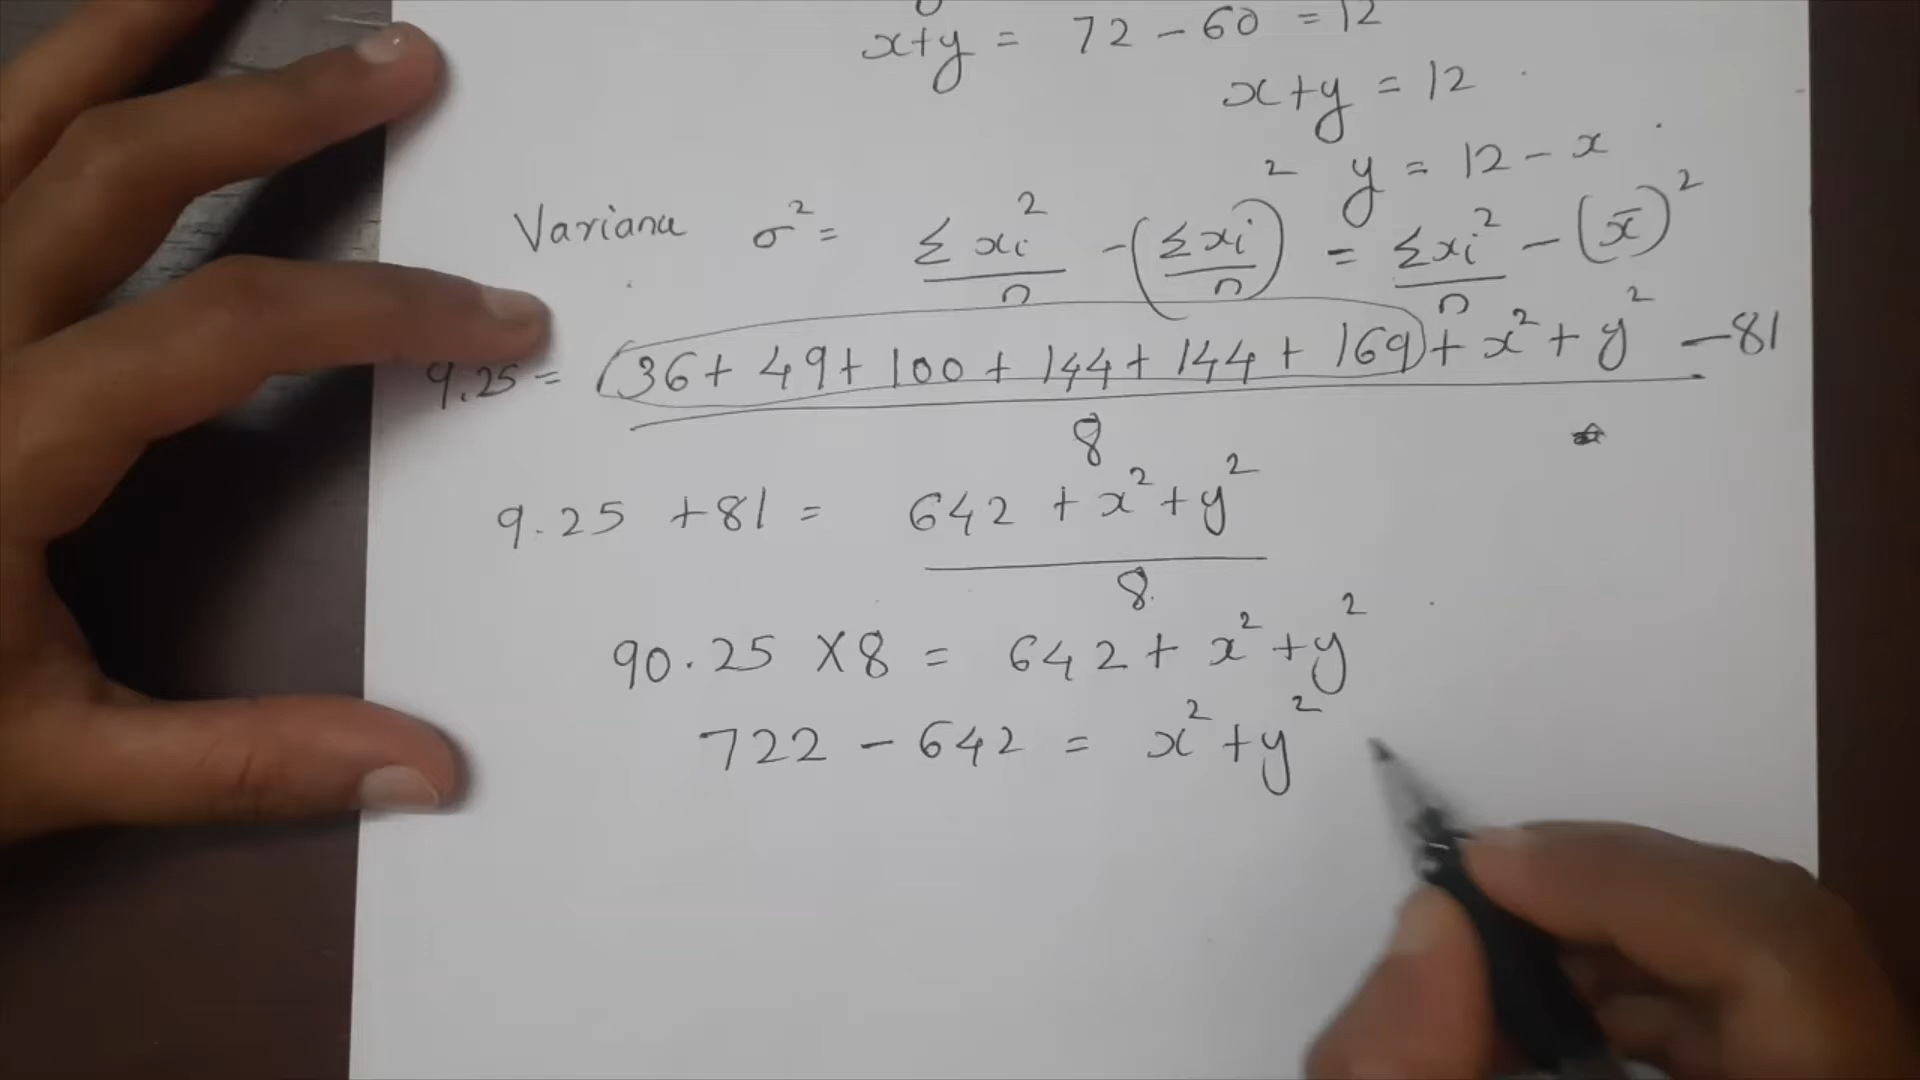 x+y = 72 - 60 = 12
x+y = 12
y = 12 - x
Variance σ² = Σxi²/n - (Σxi/n)² = Σxi²/n - (x̄)²
9.25 = (36 + 49 + 100 + 144 + 144 + 169) + x² + y² / 8 - 81
9.25 + 81 = 642 + x² + y² / 8
90.25 X 8 = 642 + x² + y²
722 - 642 = x² + y²